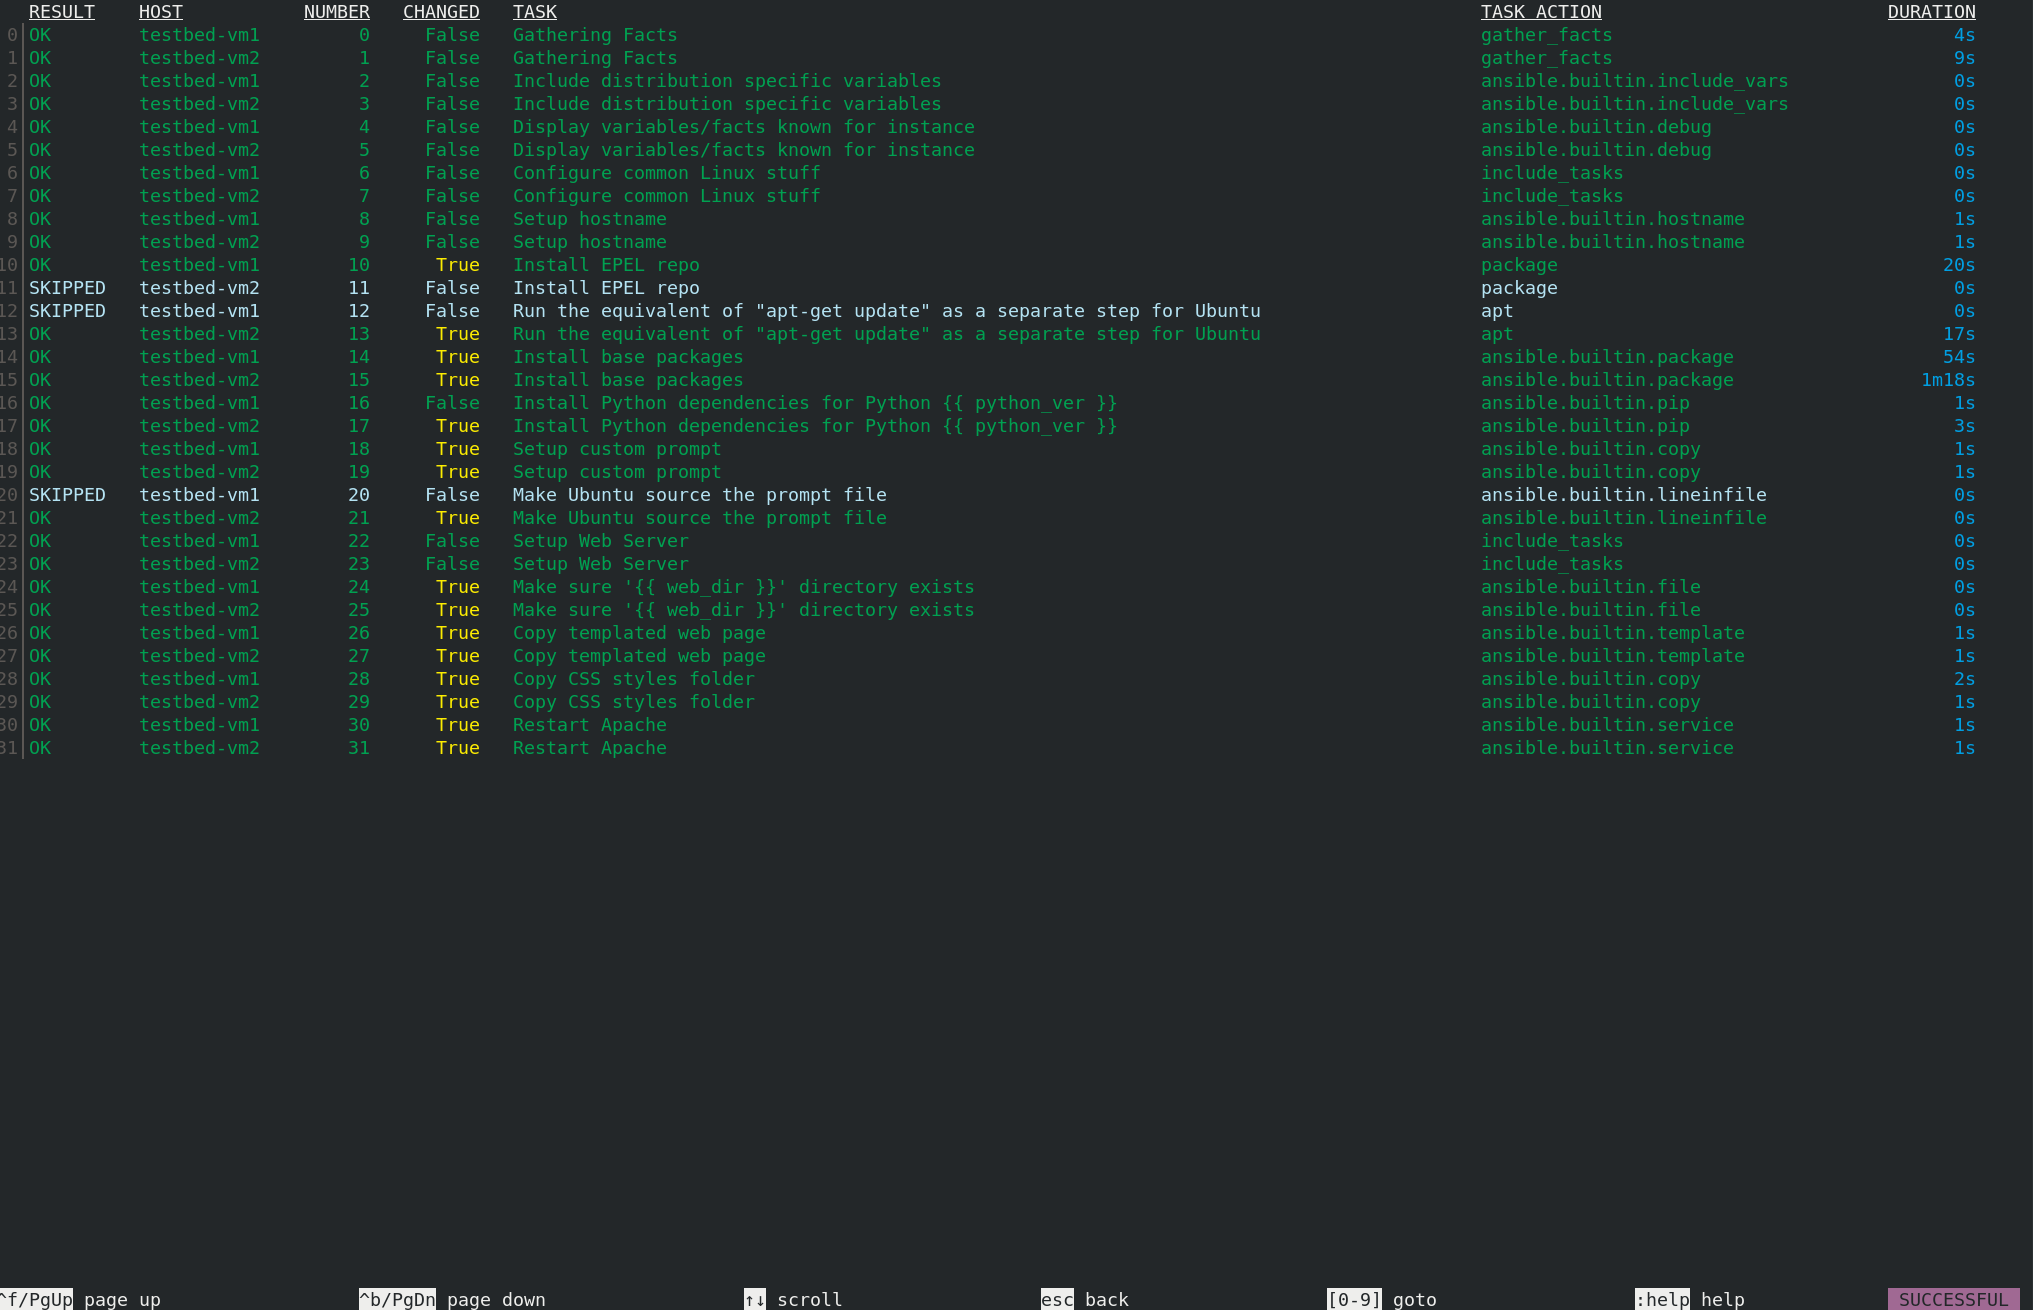 RESULT HOST NUMBER CHANGED TASK TASK ACTION DURATION
0 OK testbed-vm1 0 False Gathering Facts gather_facts 4s
1 OK testbed-vm2 1 False Gathering Facts gather_facts 9s
2 OK testbed-vm1 2 False Include distribution specific variables ansible.builtin.include_vars 0s
3 OK testbed-vm2 3 False Include distribution specific variables ansible.builtin.include_vars 0s
4 OK testbed-vm1 4 False Display variables/facts known for instance ansible.builtin.debug 0s
5 OK testbed-vm2 5 False Display variables/facts known for instance ansible.builtin.debug 0s
6 OK testbed-vm1 6 False Configure common Linux stuff include_tasks 0s
7 OK testbed-vm2 7 False Configure common Linux stuff include_tasks 0s
8 OK testbed-vm1 8 False Setup hostname ansible.builtin.hostname 1s
9 OK testbed-vm2 9 False Setup hostname ansible.builtin.hostname 1s
10 OK testbed-vm1 10 True Install EPEL repo package 20s
11 SKIPPED testbed-vm2 11 False Install EPEL repo package 0s
12 SKIPPED testbed-vm1 12 False Run the equivalent of "apt-get update" as a separate step for Ubuntu apt 0s
13 OK testbed-vm2 13 True Run the equivalent of "apt-get update" as a separate step for Ubuntu apt 17s
14 OK testbed-vm1 14 True Install base packages ansible.builtin.package 54s
15 OK testbed-vm2 15 True Install base packages ansible.builtin.package 1m18s
16 OK testbed-vm1 16 False Install Python dependencies for Python {{ python_ver }} ansible.builtin.pip 1s
17 OK testbed-vm2 17 True Install Python dependencies for Python {{ python_ver }} ansible.builtin.pip 3s
18 OK testbed-vm1 18 True Setup custom prompt ansible.builtin.copy 1s
19 OK testbed-vm2 19 True Setup custom prompt ansible.builtin.copy 1s
20 SKIPPED testbed-vm1 20 False Make Ubuntu source the prompt file ansible.builtin.lineinfile 0s
21 OK testbed-vm2 21 True Make Ubuntu source the prompt file ansible.builtin.lineinfile 0s
22 OK testbed-vm1 22 False Setup Web Server include_tasks 0s
23 OK testbed-vm2 23 False Setup Web Server include_tasks 0s
24 OK testbed-vm1 24 True Make sure '{{ web_dir }}' directory exists ansible.builtin.file 0s
25 OK testbed-vm2 25 True Make sure '{{ web_dir }}' directory exists ansible.builtin.file 0s
26 OK testbed-vm1 26 True Copy templated web page ansible.builtin.template 1s
27 OK testbed-vm2 27 True Copy templated web page ansible.builtin.template 1s
28 OK testbed-vm1 28 True Copy CSS styles folder ansible.builtin.copy 2s
29 OK testbed-vm2 29 True Copy CSS styles folder ansible.builtin.copy 1s
30 OK testbed-vm1 30 True Restart Apache ansible.builtin.service 1s
31 OK testbed-vm2 31 True Restart Apache ansible.builtin.service 1s
^f/PgUp page up ^b/PgDn page down ↑↓ scroll esc back [0-9] goto :help help SUCCESSFUL